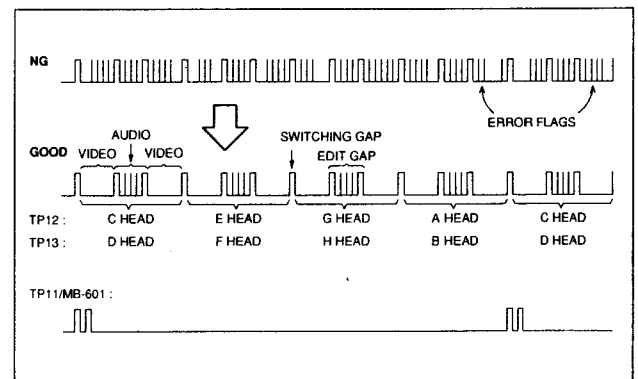 NG
ERROR FLAGS
AUDIO
SWITCHING GAP
GOOD VIDEO VIDEO EDIT GAP
TP12 : C HEAD E HEAD G HEAD A HEAD C HEAD
TP13 : D HEAD F HEAD H HEAD B HEAD D HEAD
TP11/MB-601 :